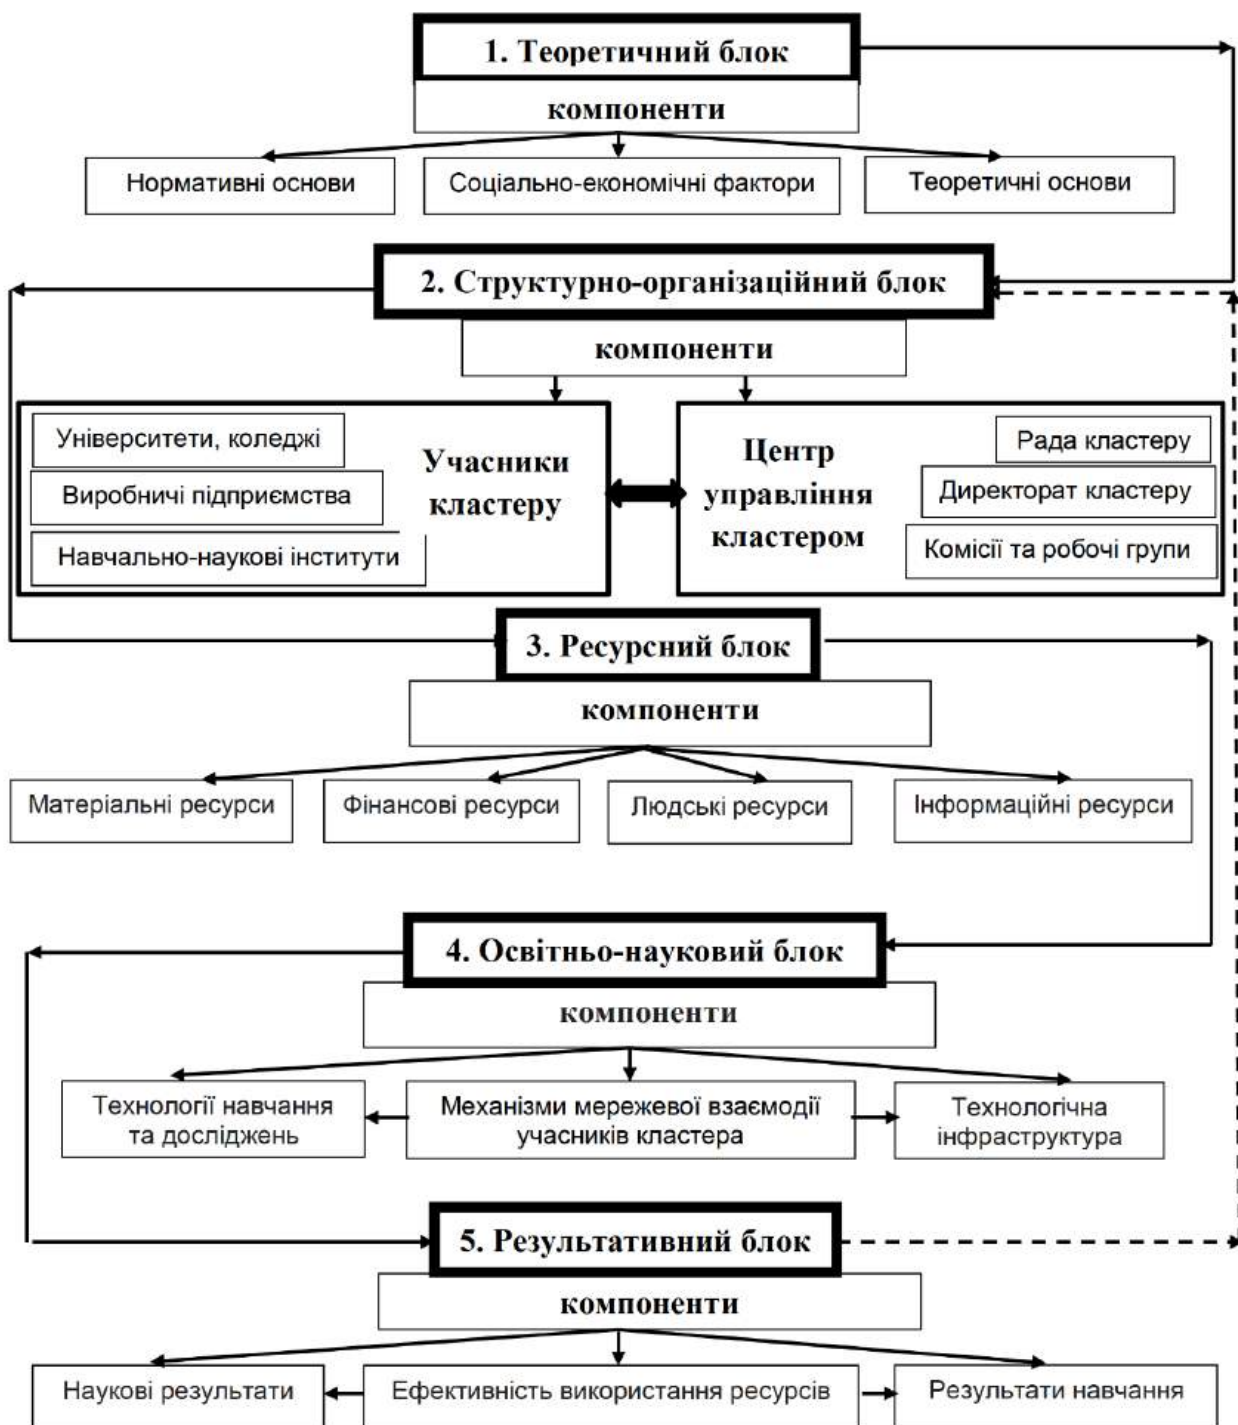 1. Теоретичний блок
компоненти
Нормативні основи
Соціально-економічні фактори
Теоретичні основи
2. Структурно-організаційний блок
компоненти
Університети, коледжі
Виробничі підприємства
Навчально-наукові інститути
Учасники
кластеру
Центр
управління
кластером
Рада кластеру
Директорат кластеру
Комісії та робочі групи
3. Ресурсний блок
компоненти
Матеріальні ресурси
Фінансові ресурси
Людські ресурси
Інформаційні ресурси
4. Освітньо-науковий блок
компоненти
Технології навчання
та досліджень
Механізми мережевої взаємодії
учасників кластера
Технологічна
інфраструктура
5. Результативний блок
компоненти
Наукові результати
Ефективність використання ресурсів
Результати навчання